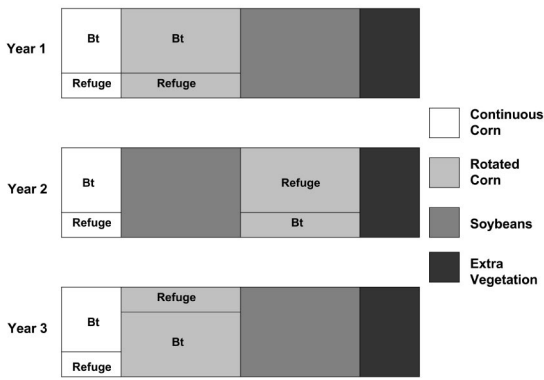 Year 1
Bt
Bt
Refuge
Refuge
Year 2
Bt
Refuge
Refuge
Bt
Year 3
Bt
Refuge
Refuge
Bt
Continuous
Corn
Rotated
Corn
Soybeans
Extra
Vegetation